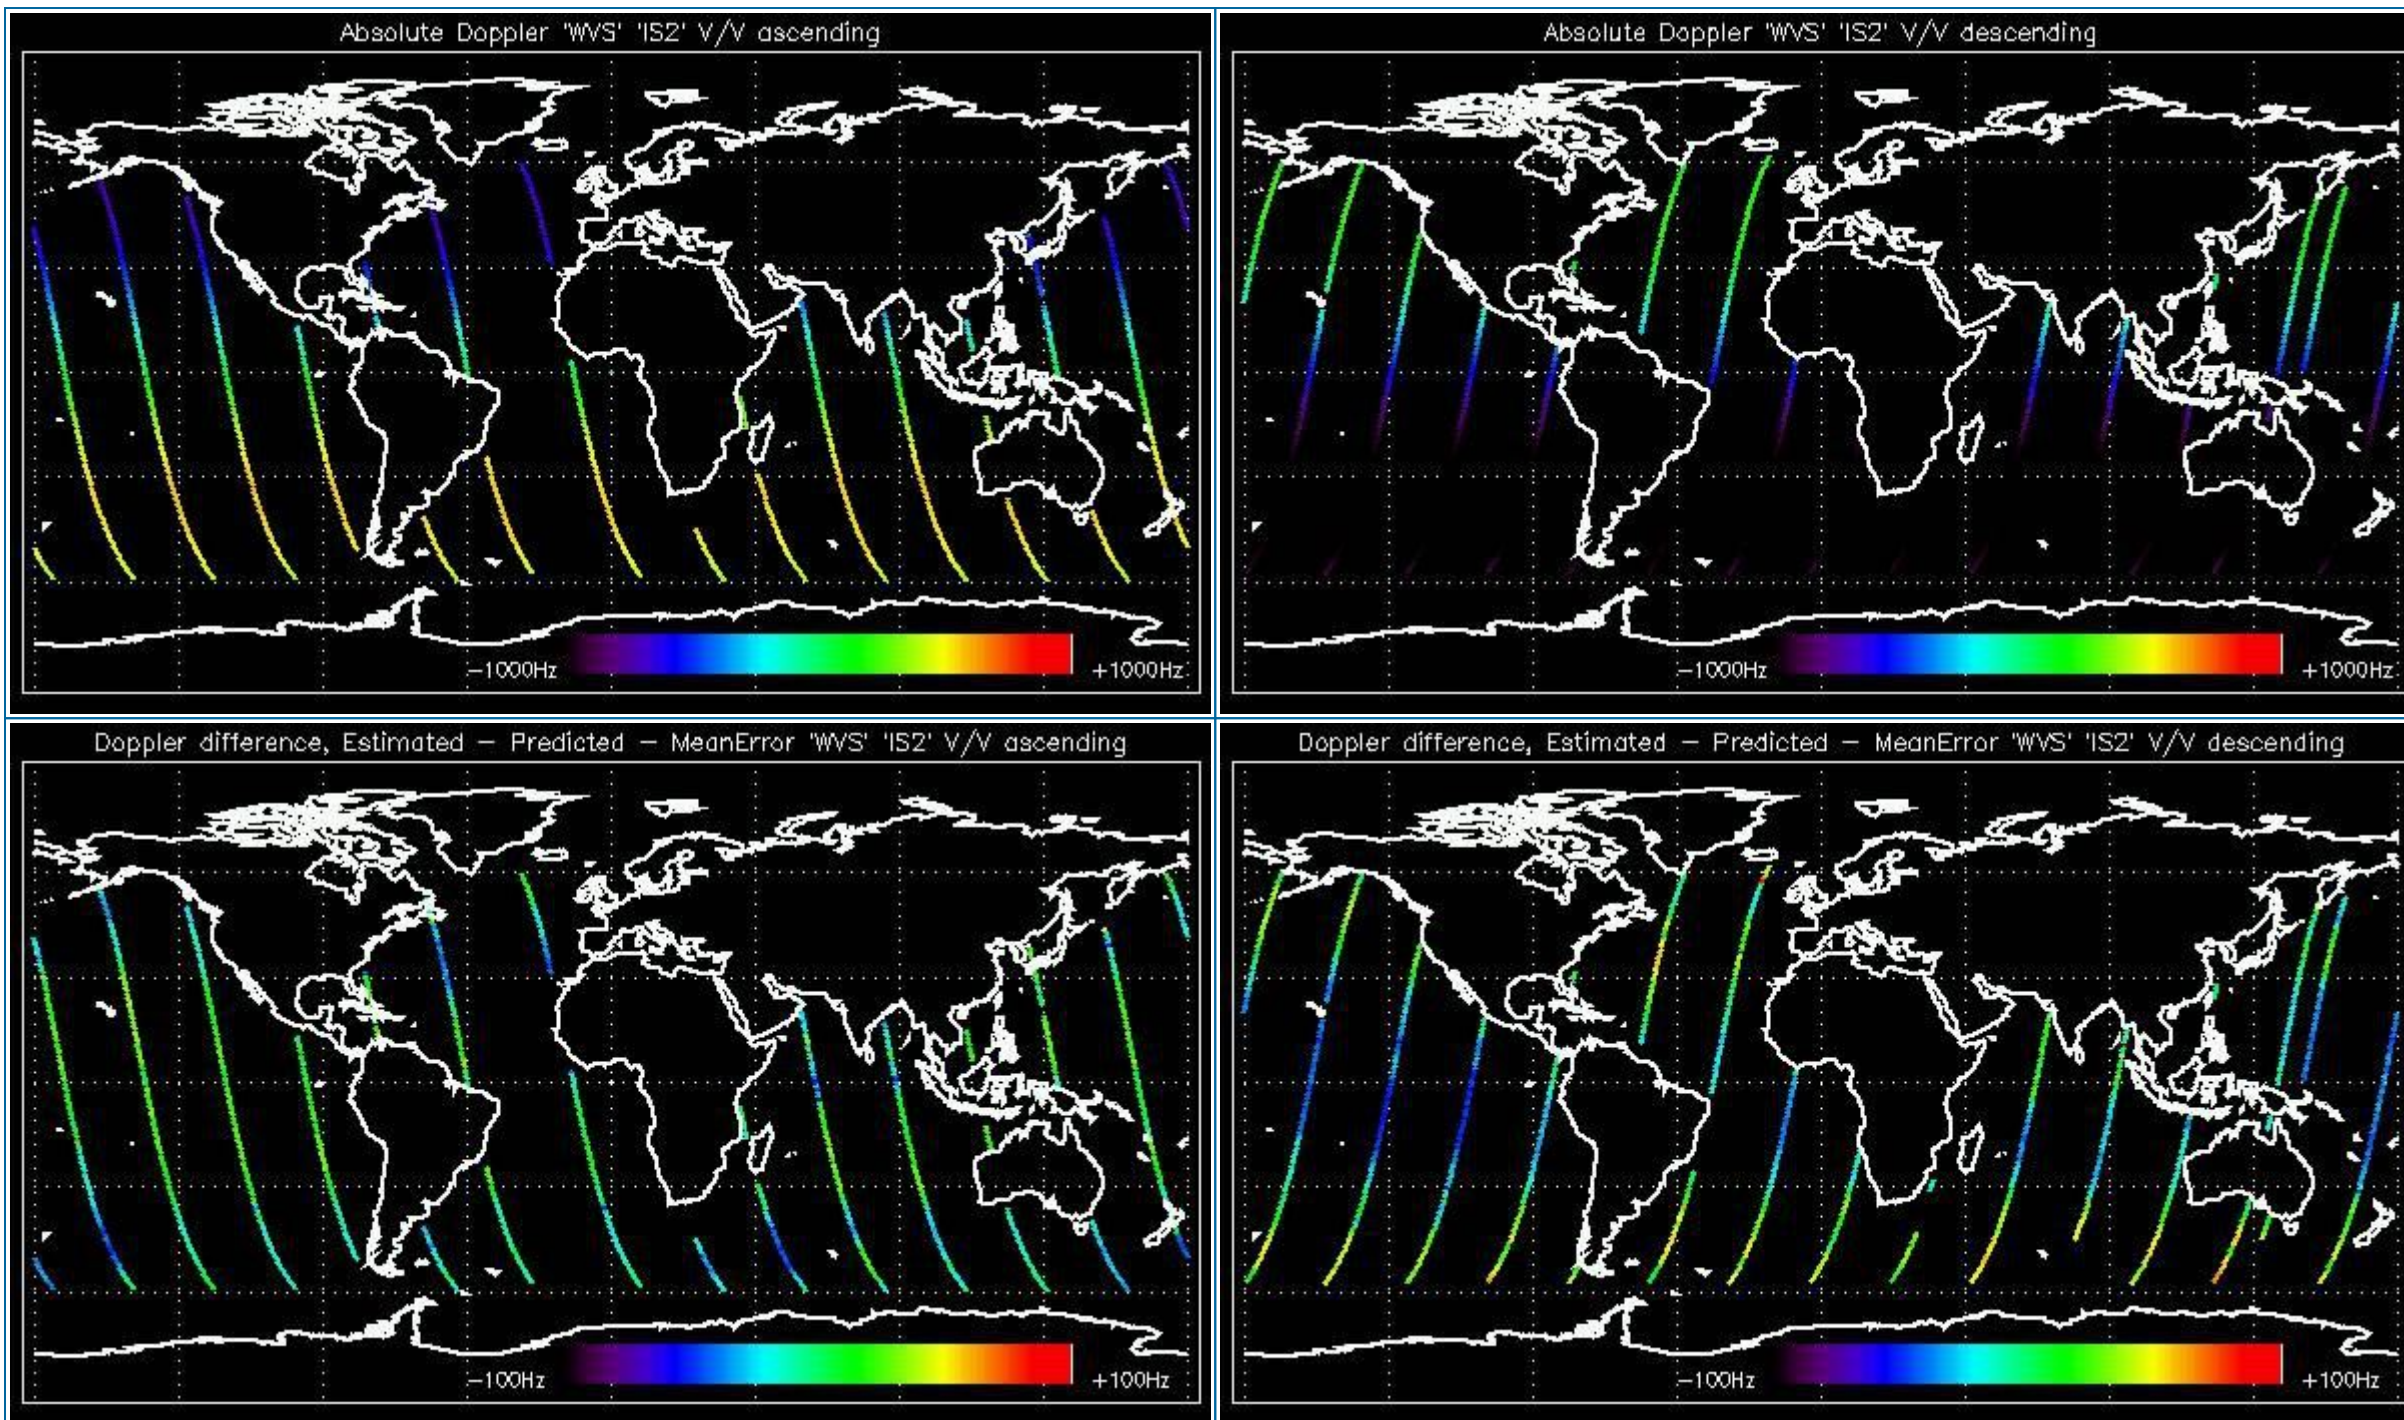 Absolute Doppler 'WVS' 'IS2' V/V ascending
-1000Hz
+1000Hz
Absolute Doppler 'WVS' 'IS2' V/V descending
-1000Hz
+1000Hz
Doppler difference, Estimated - Predicted - MeanError 'WVS' 'IS2' V/V ascending
-100Hz
+100Hz
Doppler difference, Estimated - Predicted - MeanError 'WVS' 'IS2' V/V descending
-100Hz
+100Hz